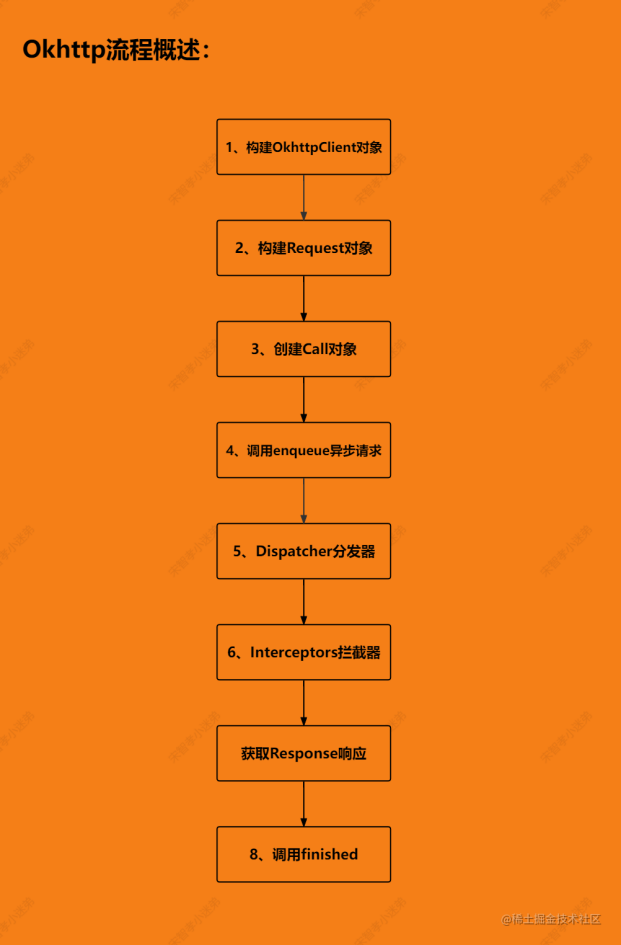 Okhttp流程概述：
1、构建OkhttpClient对象
2、构建Request对象
3、创建Call对象
4、调用enqueue异步请求
5、Dispatcher分发器
6、Interceptors拦截器
获取Response响应
8、调用finished
@稀土掘金技术社区